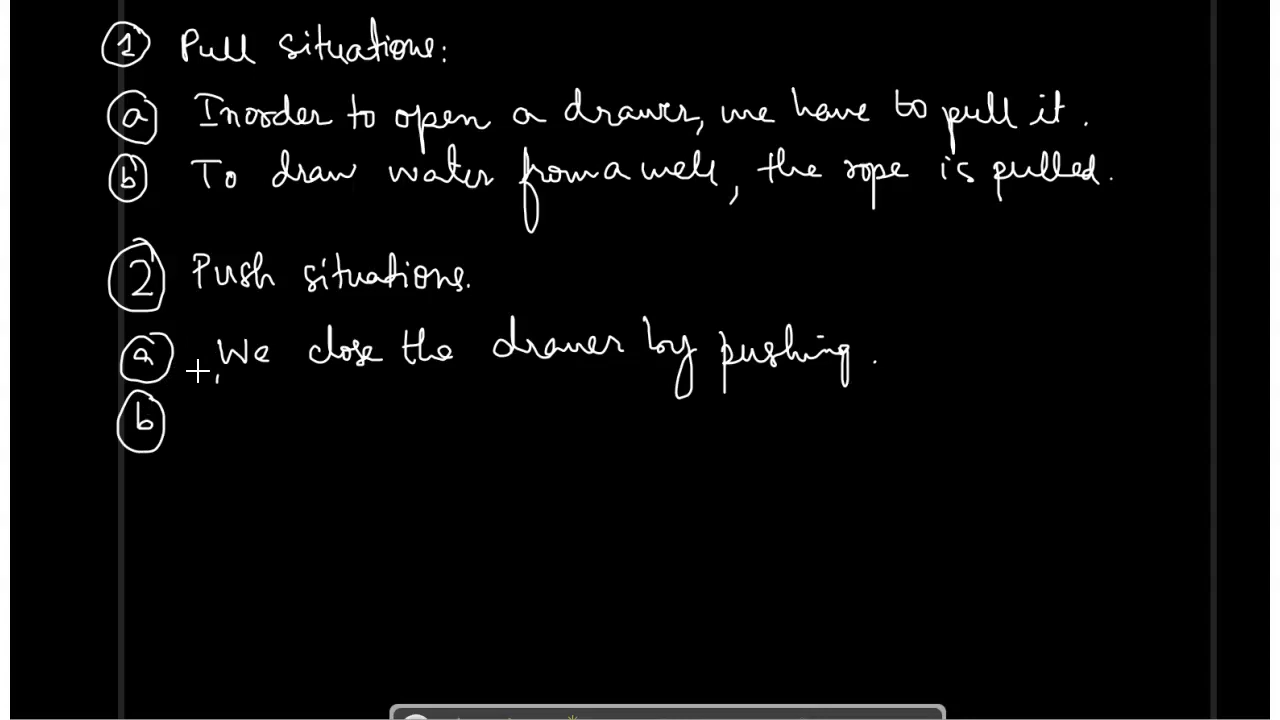 1 Pull situations:
a Inorder to open a drawer, we have to pull it.
b To draw water from a well, the rope is pulled.
2 Push situations.
a We close the drawer by pushing.
b